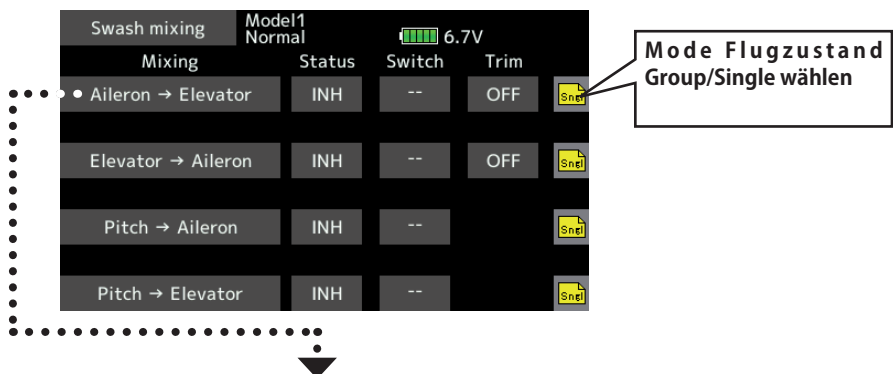 Swash mixing
Model1
Normal
6.7V
Mixing Status Switch Trim
Aileron → Elevator INH -- OFF Sngl
Elevator → Aileron INH -- OFF Sngl
Pitch → Aileron INH -- Sngl
Pitch → Elevator INH -- Sngl
Mode Flugzustand
Group/Single wählen